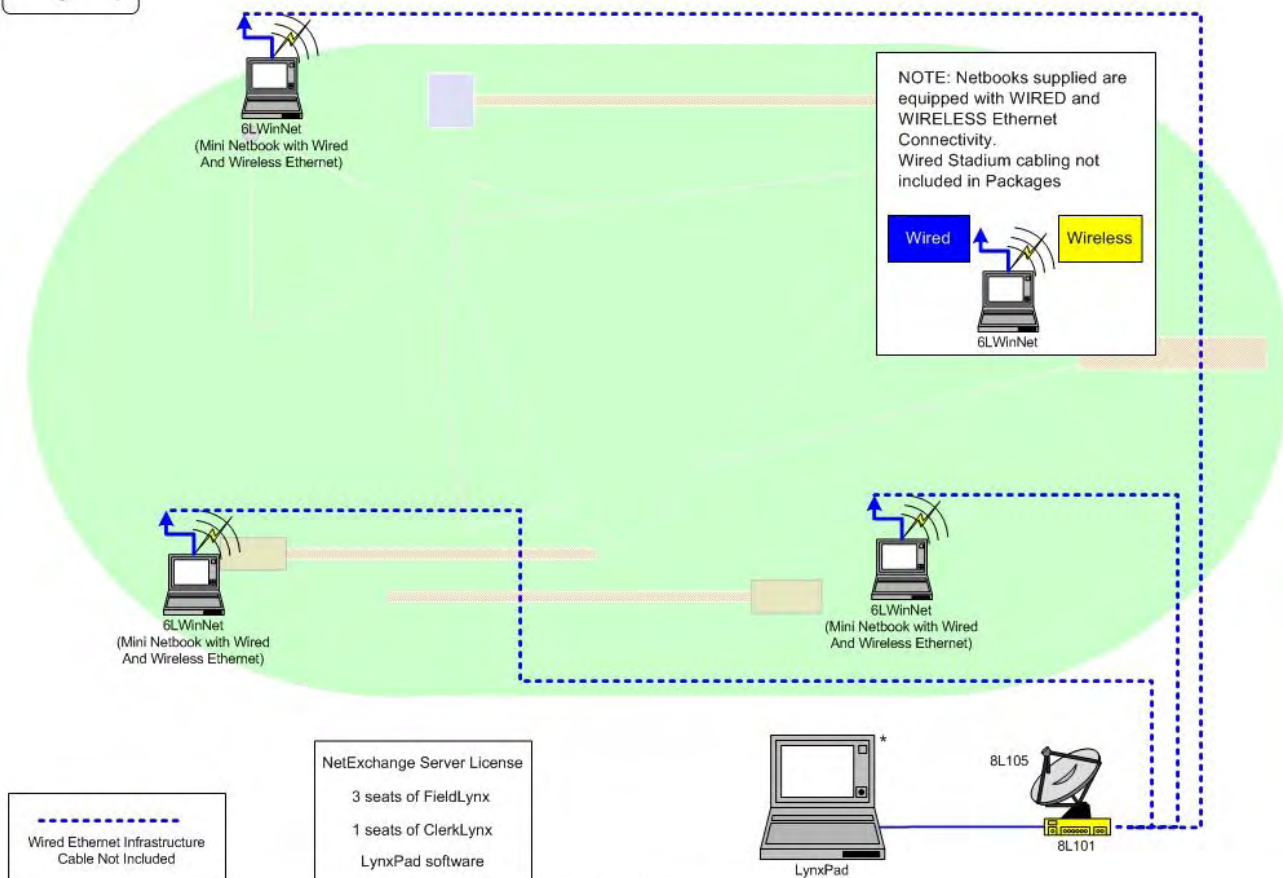 6LWinNet
(Mini Netbook with Wired
And Wireless Ethernet)
NOTE: Netbooks supplied are
equipped with WIRED and
WIRELESS Ethernet
Connectivity.
Wired Stadium cabling not
included in Packages
Wired
Wireless
6LWinNet
6LWinNet
(Mini Netbook with Wired
And Wireless Ethernet)
6LWinNet
(Mini Netbook with Wired
And Wireless Ethernet)
Wired Ethernet Infrastructure
Cable Not Included
NetExchange Server License
3 seats of FieldLynx
1 seats of ClerkLynx
LynxPad software
*
LynxPad
8L105
8L101